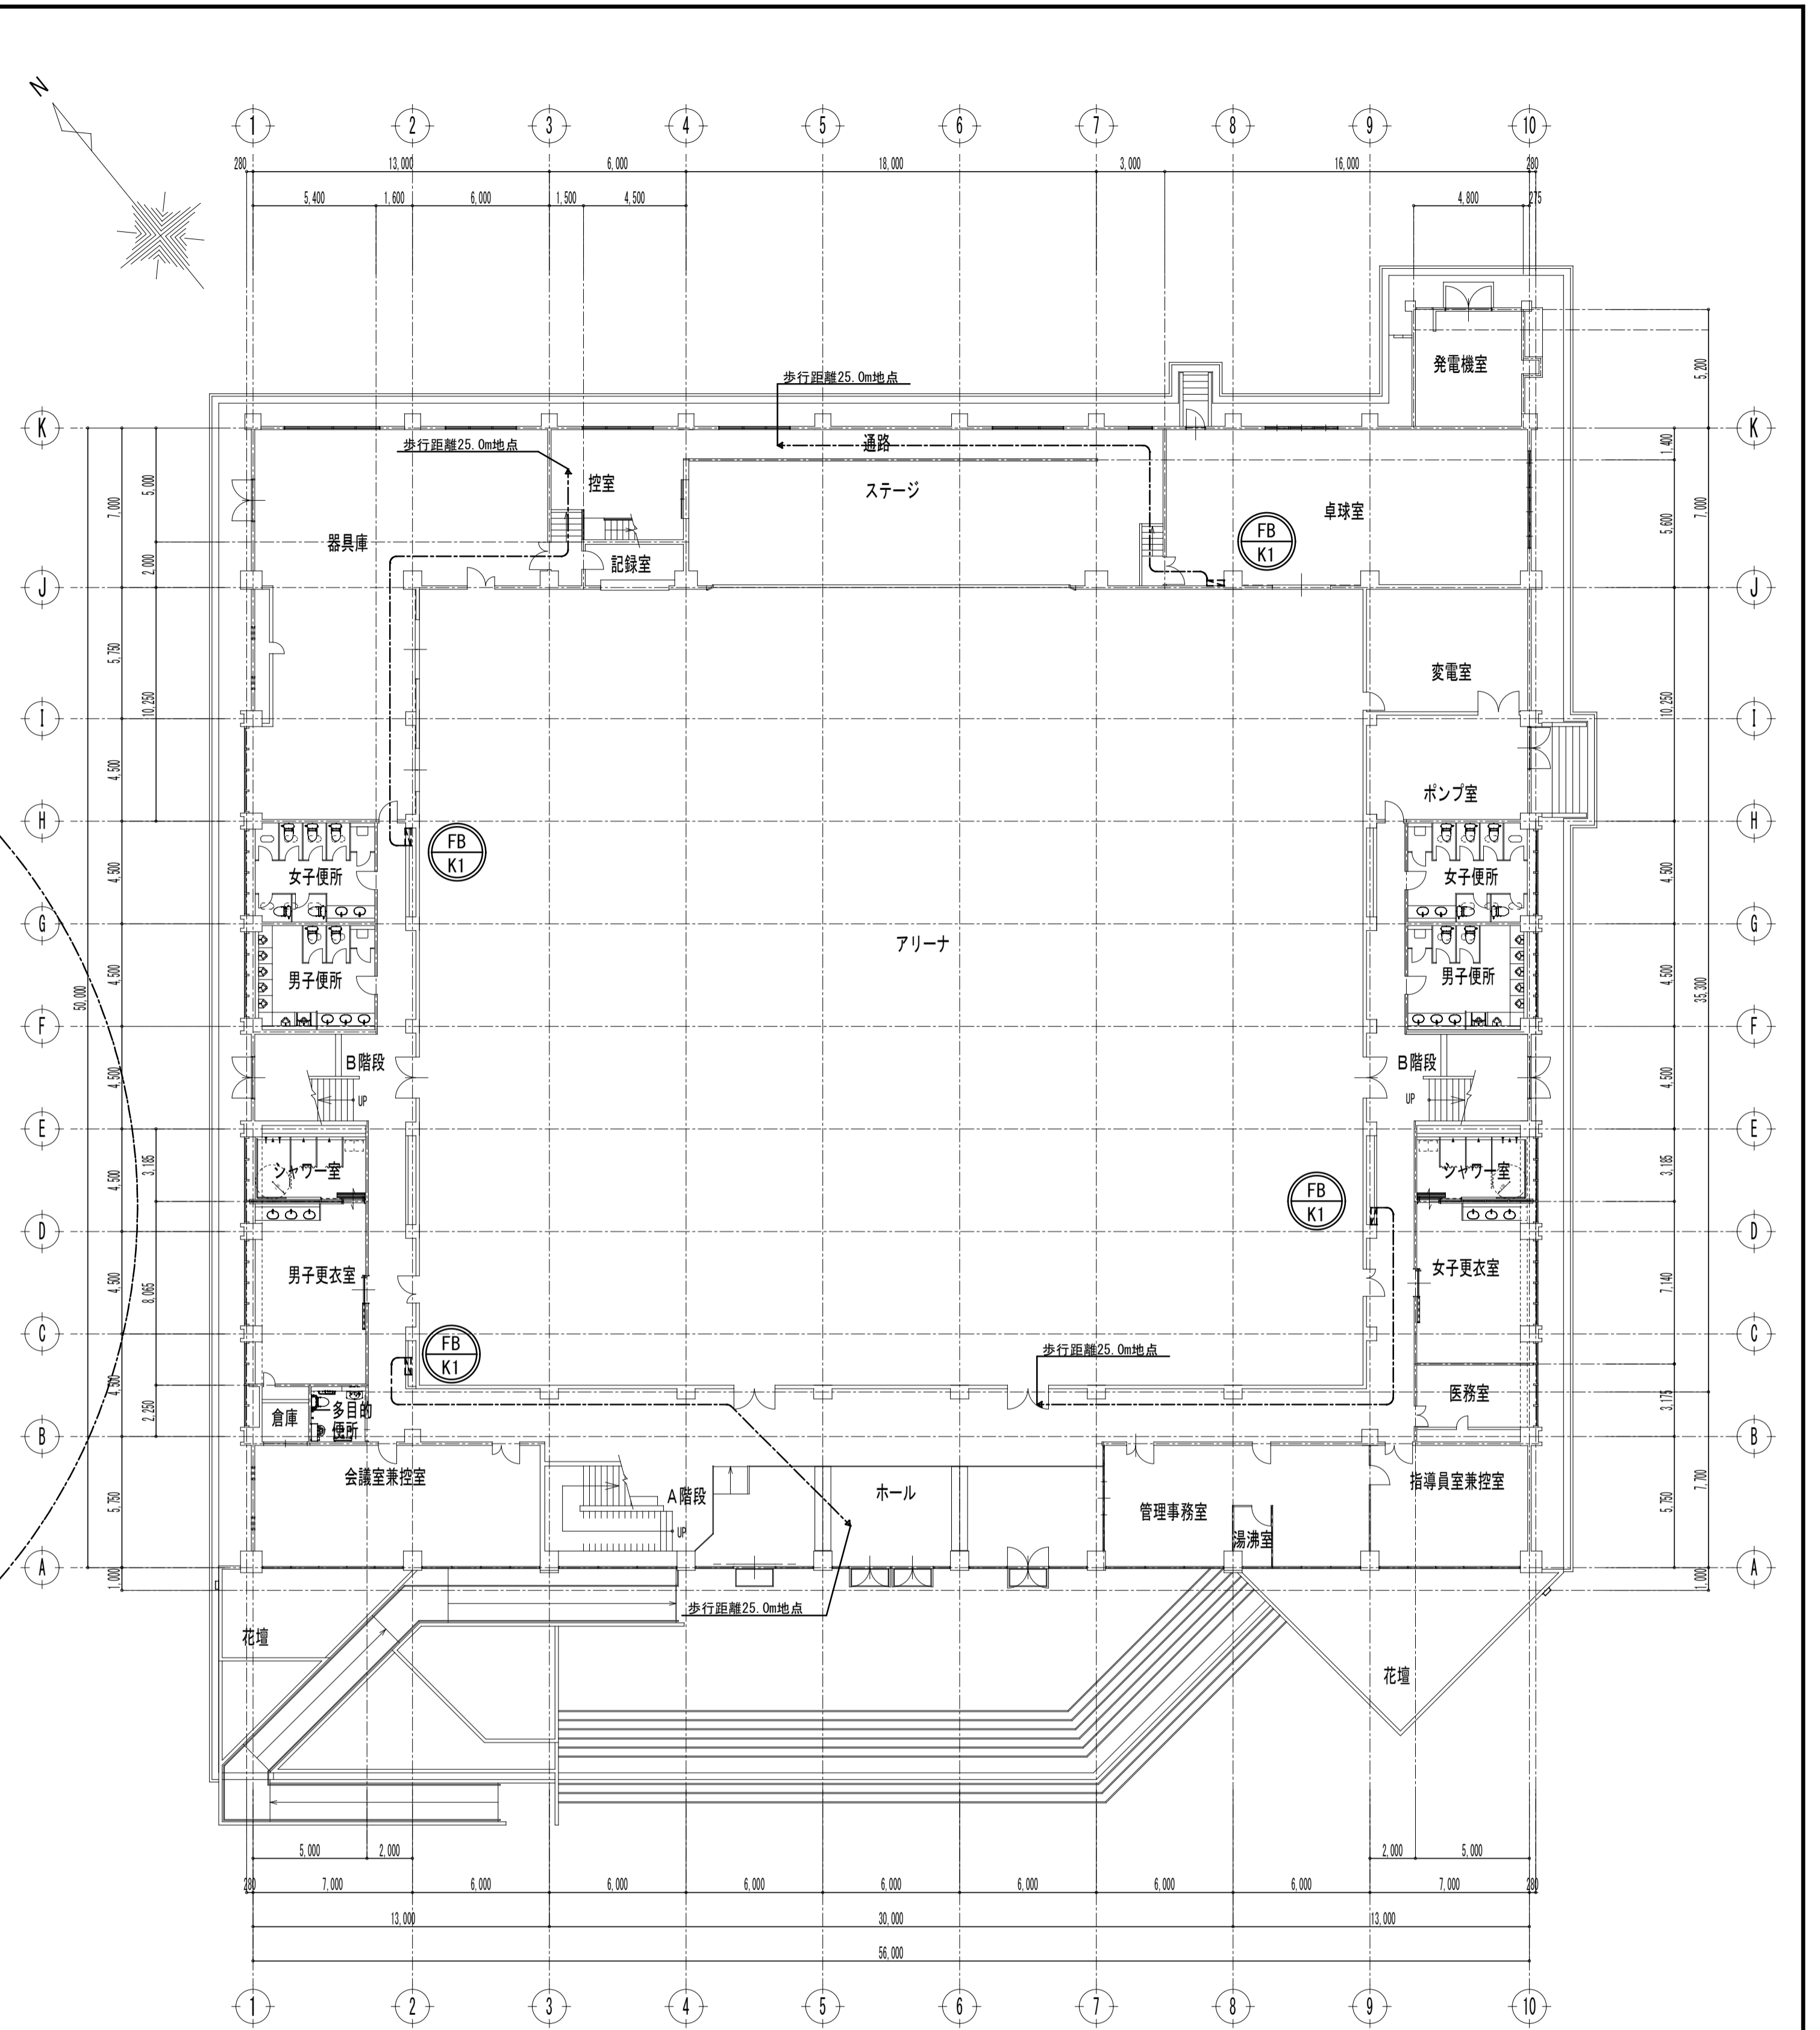 N
1
2
3
4
5
6
7
8
9
10
280
13,000
6,000
18,000
3,000
16,000
280
5,400
1,600
6,000
1,500
4,500
4,800
275
発電機室
5,200
歩行距離25.0m地点
K
通路
K
歩行距離25.0m地点
1,400
控室
ステージ
5,000
7,000
7,000
卓球室
5,600
FB
K1
器具庫
記録室
2,000
J
J
5,750
変電室
10,250
10,250
I
I
4,500
ポンプ室
H
H
FB
K1
4,500
女子便所
女子便所
4,500
G
G
アリーナ
4,500
男子便所
男子便所
4,500
50,000
35,300
F
F
B階段
B階段
4,500
4,500
UP
UP
E
E
3,185
3,185
4,500
シャワー室
シャワー室
FB
K1
D
D
男子更衣室
女子更衣室
4,500
8,065
7,140
C
C
FB
K1
歩行距離25.0m地点
4,500
医務室
3,175
2,250
倉庫
多目的
便所
B
B
会議室兼控室
指導員室兼控室
ホール
A階段
管理事務室
5,750
5,750
7,700
UP
湯沸室
A
A
1,000
1,000
歩行距離25.0m地点
花壇
花壇
5,000
2,000
2,000
5,000
280
7,000
6,000
6,000
6,000
6,000
6,000
6,000
6,000
7,000
280
13,000
30,000
13,000
56,000
1
2
3
4
5
6
7
8
9
10